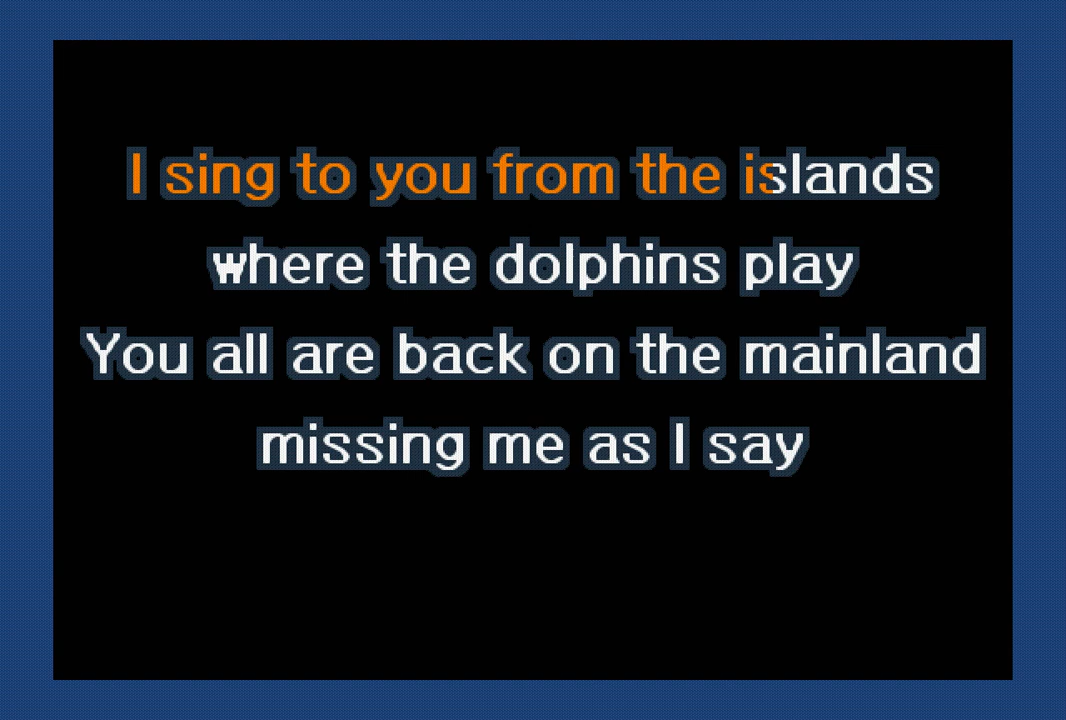 I sing to you from the islands
where the dolphins play
You all are back on the mainland
missing me as I say